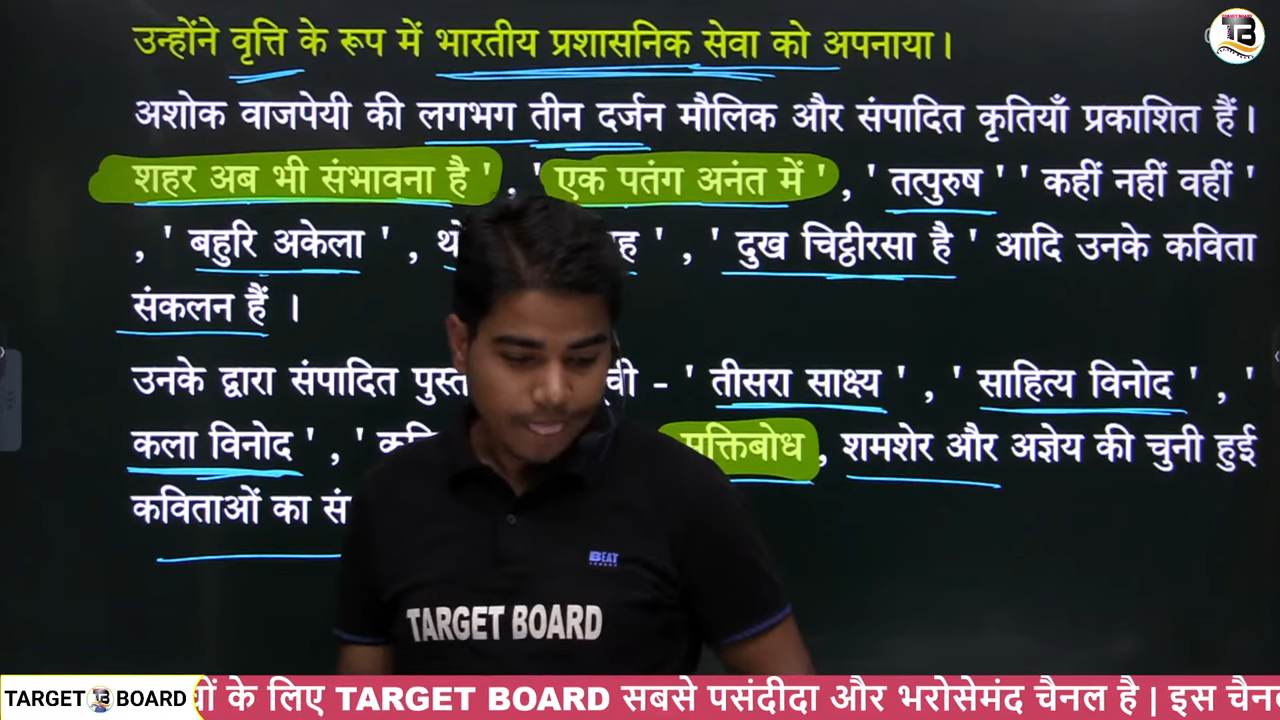 उन्होंने वृत्ति के रूप में भारतीय प्रशासनिक सेवा को अपनाया।
अशोक वाजपेयी की लगभग तीन दर्जन मौलिक और संपादित कृतियाँ प्रकाशित हैं।
शहर अब भी संभावना है ' , ' एक पतंग अनंत में ' , ' तत्पुरुष ' ' कहीं नहीं वहीं '
, ' बहुरि अकेला ' , ' दुख चिट्ठीरसा है ' आदि उनके कविता
संकलन हैं ।
उनके द्वारा संपादित - ' तीसरा साक्ष्य ' , ' साहित्य विनोद ' , '
कला विनोद ' , ' मुक्तिबोध , शमशेर और अज्ञेय की चुनी हुई
कविताओं का
TB
BEAT
TARGET BOARD
TARGET BOARD के लिए TARGET BOARD सबसे पसंदीदा और भरोसेमंद चैनल है | इस